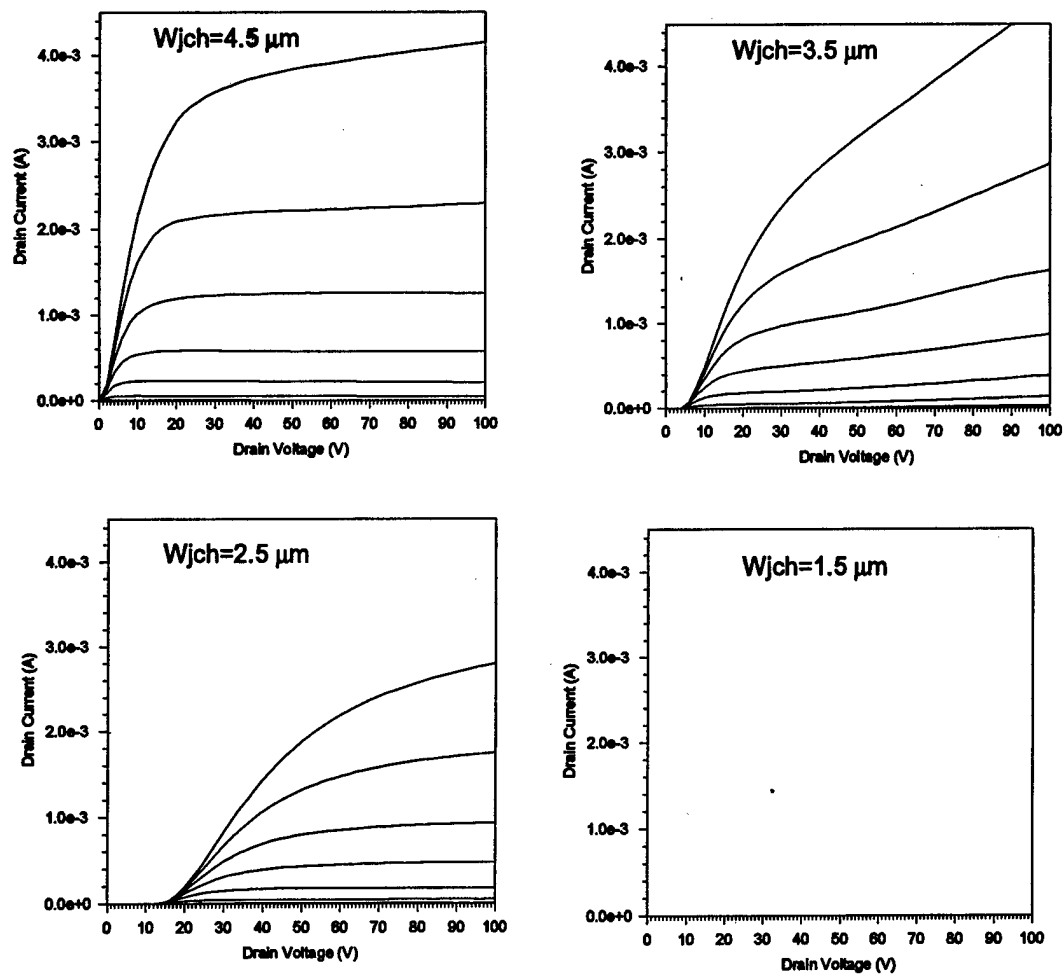 Wjch=4.5 μm
4.0e-3
3.0e-3
2.0e-3
1.0e-3
0.0e+0
Drain Current (A)
0 10 20 30 40 50 60 70 80 90 100
Drain Voltage (V)
Wjch=3.5 μm
4.0e-3
3.0e-3
2.0e-3
1.0e-3
0.0e+0
Drain Current (A)
0 10 20 30 40 50 60 70 80 90 100
Drain Voltage (V)
Wjch=2.5 μm
4.0e-3
3.0e-3
2.0e-3
1.0e-3
0.0e+0
Drain Current (A)
0 10 20 30 40 50 60 70 80 90 100
Drain Voltage (V)
Wjch=1.5 μm
4.0e-3
3.0e-3
2.0e-3
1.0e-3
0.0e+0
Drain Current (A)
0 10 20 30 40 50 60 70 80 90 100
Drain Voltage (V)